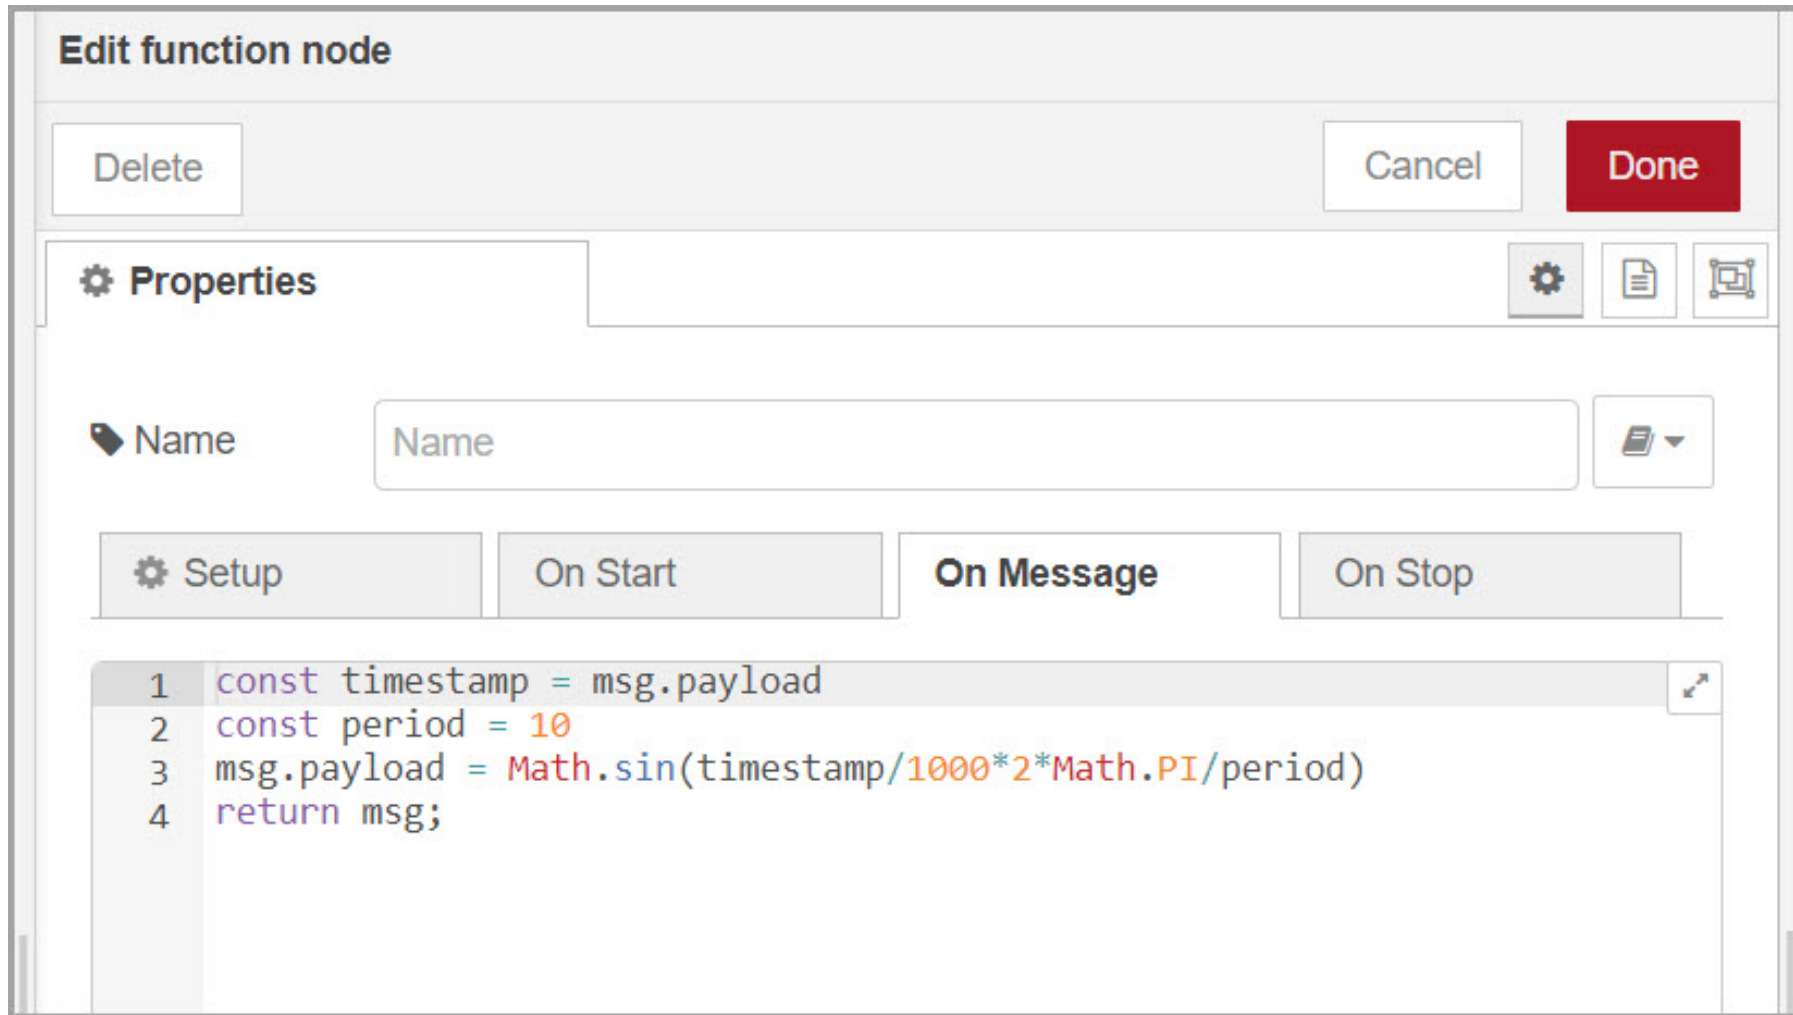 Edit function node
Delete Cancel Done
Properties
Name Name
Setup On Start On Message On Stop
1 const timestamp = msg.payload
2 const period = 10
3 msg.payload = Math.sin(timestamp/1000*2*Math.PI/period)
4 return msg;